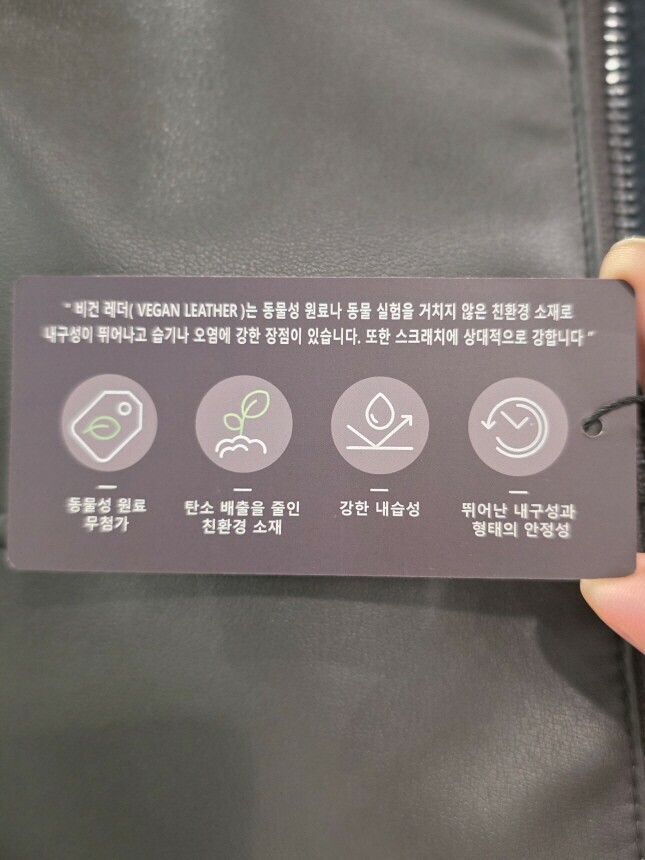 " 비건 레더( VEGAN LEATHER )는 동물성 원료나 동물 실험을 거치지 않은 친환경 소재로
내구성이 뛰어나고 습기나 오염에 강한 장점이 있습니다. 또한 스크래치에 상대적으로 강합니다 "
동물성 원료
무첨가
탄소 배출을 줄인
친환경 소재
강한 내습성
뛰어난 내구성과
형태의 안정성